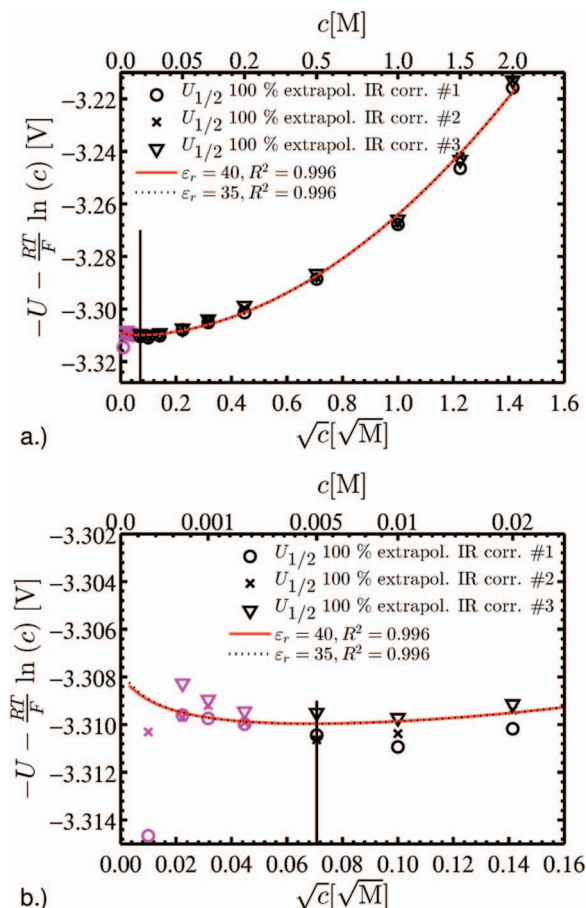 c[M]
0.0 0.05 0.2 0.5 1.0 1.5 2.0
−3.22
−3.24
−3.26
−3.28
−3.30
−3.32
−U − RT/F ln (c) [V]
U1/2 100 % extrapol. IR corr. #1
U1/2 100 % extrapol. IR corr. #2
U1/2 100 % extrapol. IR corr. #3
εr = 40, R² = 0.996
εr = 35, R² = 0.996
0.0 0.2 0.4 0.6 0.8 1.0 1.2 1.4 1.6
√c[√M]
a.)
c[M]
0.0 0.001 0.005 0.01 0.02
−3.302
−3.304
−3.306
−3.308
−3.310
−3.312
−3.314
−U − RT/F ln (c) [V]
U1/2 100 % extrapol. IR corr. #1
U1/2 100 % extrapol. IR corr. #2
U1/2 100 % extrapol. IR corr. #3
εr = 40, R² = 0.996
εr = 35, R² = 0.996
0.00 0.02 0.04 0.06 0.08 0.10 0.12 0.14 0.16
√c[√M]
b.)